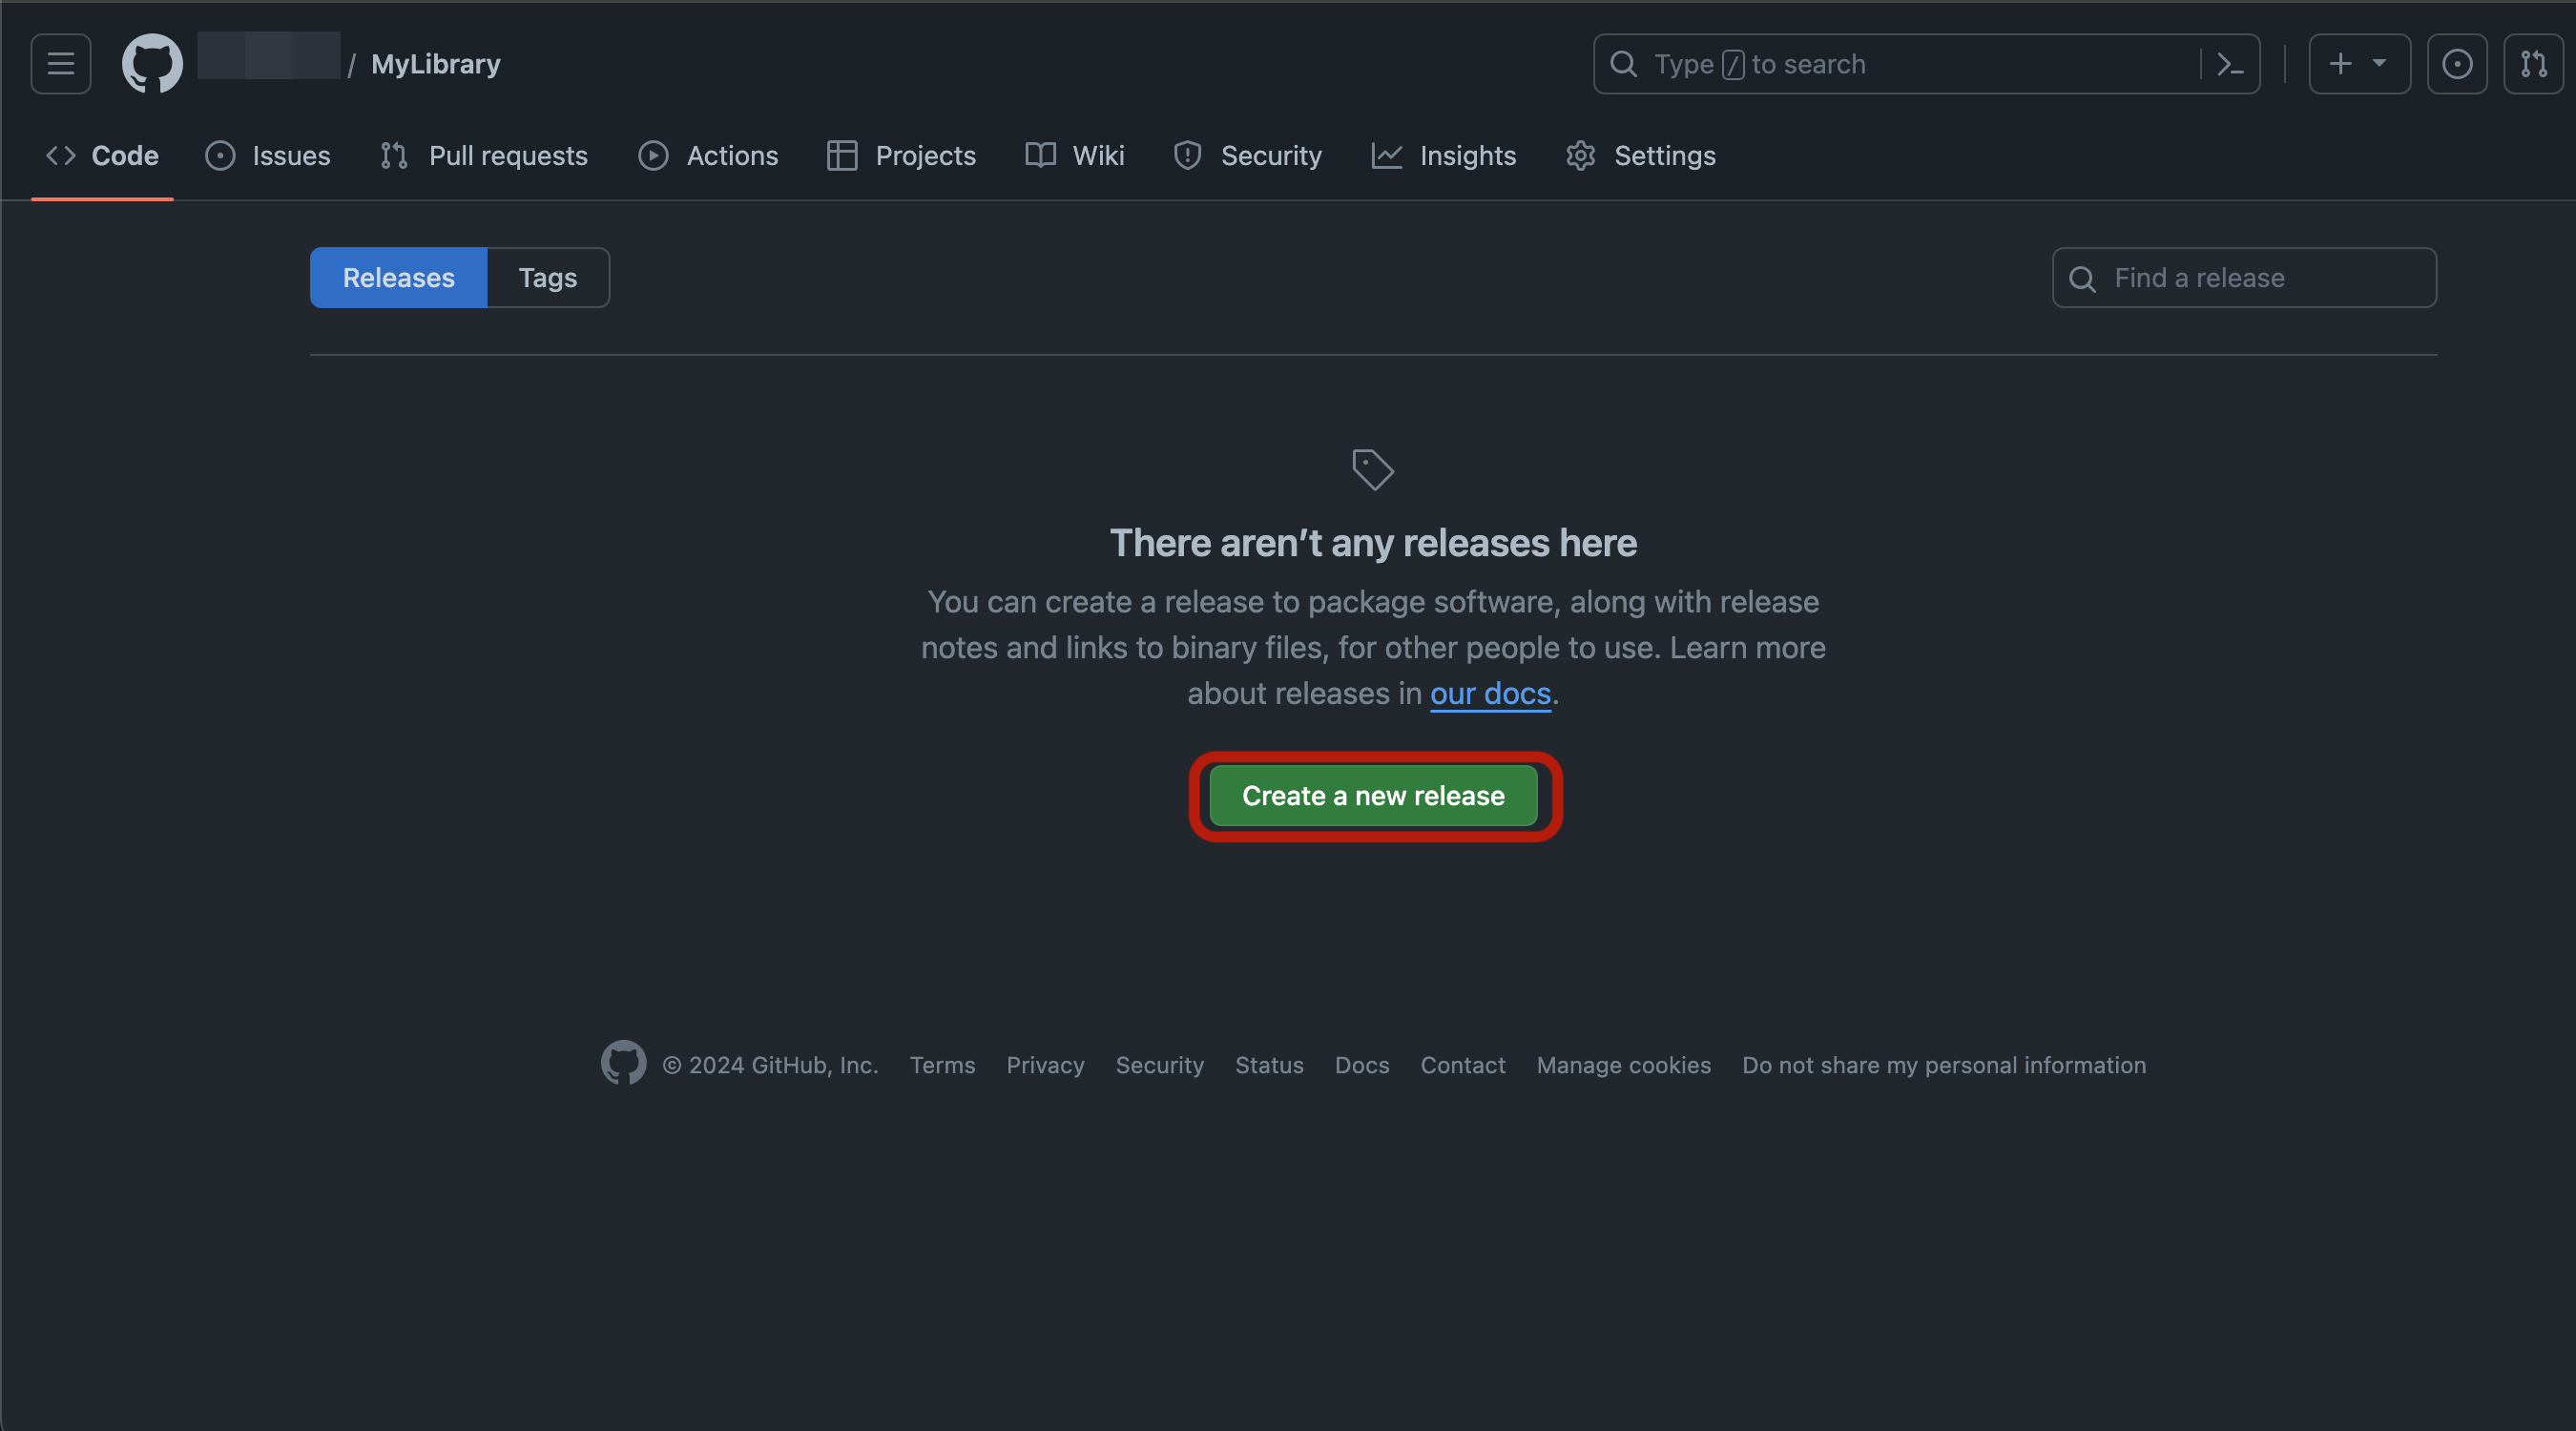 / MyLibrary
Type / to search
Code Issues Pull requests Actions Projects Wiki Security Insights Settings
Releases Tags
Find a release
There aren’t any releases here
You can create a release to package software, along with release
notes and links to binary files, for other people to use. Learn more
about releases in our docs.
Create a new release
© 2024 GitHub, Inc. Terms Privacy Security Status Docs Contact Manage cookies Do not share my personal information